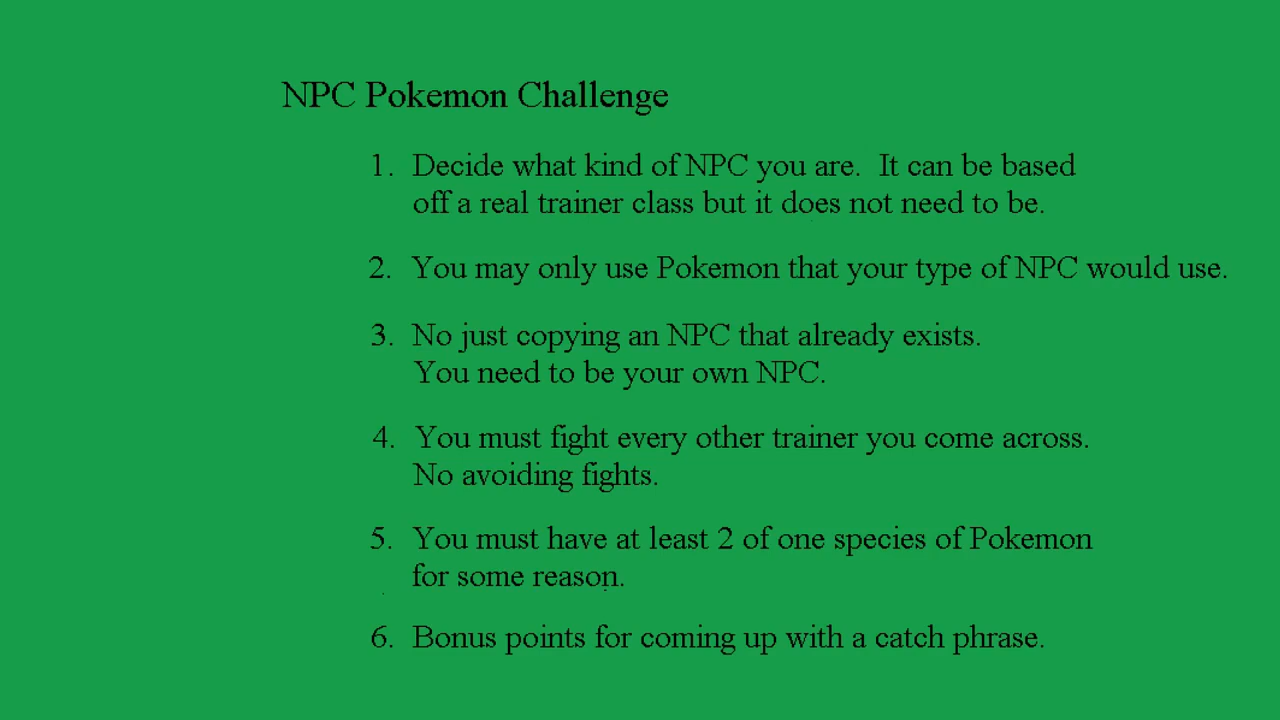 NPC Pokemon Challenge
1. Decide what kind of NPC you are. It can be based
off a real trainer class but it does not need to be.
2. You may only use Pokemon that your type of NPC would use.
3. No just copying an NPC that already exists.
You need to be your own NPC.
4. You must fight every other trainer you come across.
No avoiding fights.
5. You must have at least 2 of one species of Pokemon
for some reason.
6. Bonus points for coming up with a catch phrase.